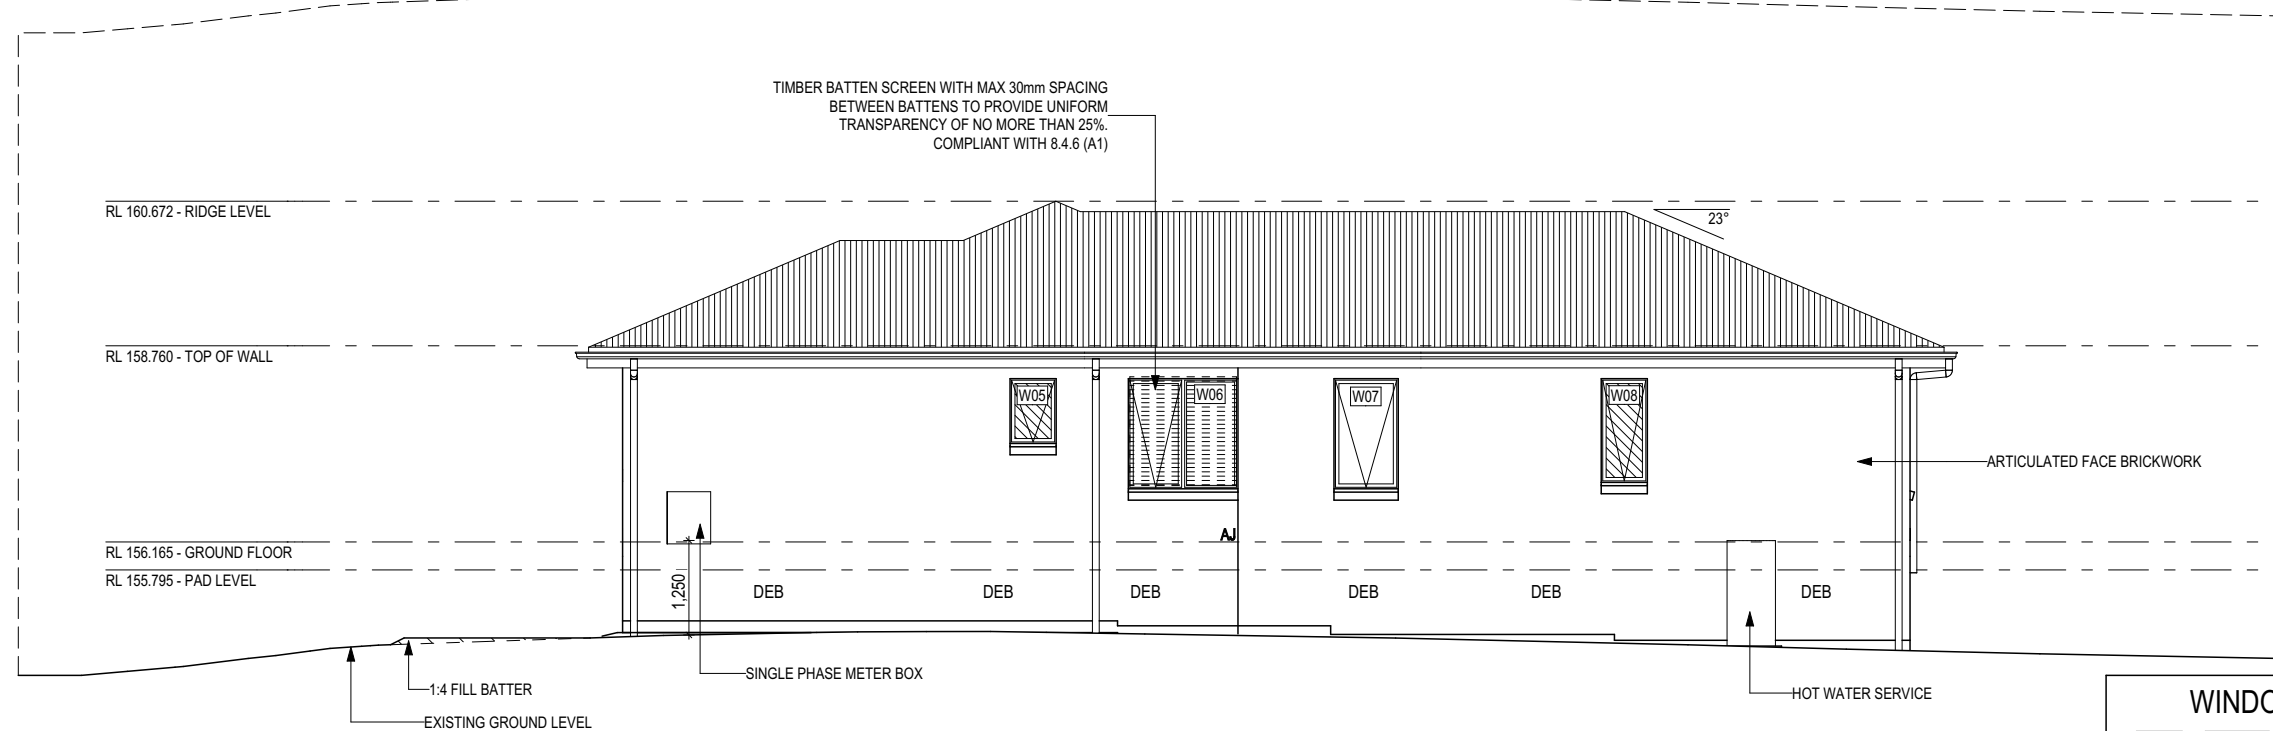 TIMBER BATTEN SCREEN WITH MAX 30mm SPACING
BETWEEN BATTENS TO PROVIDE UNIFORM
TRANSPARENCY OF NO MORE THAN 25%.
COMPLIANT WITH 8.4.6 (A1)
RL 160.672 - RIDGE LEVEL
23°
RL 158.760 - TOP OF WALL
W05
W06
W07
W08
ARTICULATED FACE BRICKWORK
AJ
RL 156.165 - GROUND FLOOR
RL 155.795 - PAD LEVEL
1,250
DEB
DEB
DEB
DEB
DEB
DEB
SINGLE PHASE METER BOX
1:4 FILL BATTER
HOT WATER SERVICE
EXISTING GROUND LEVEL